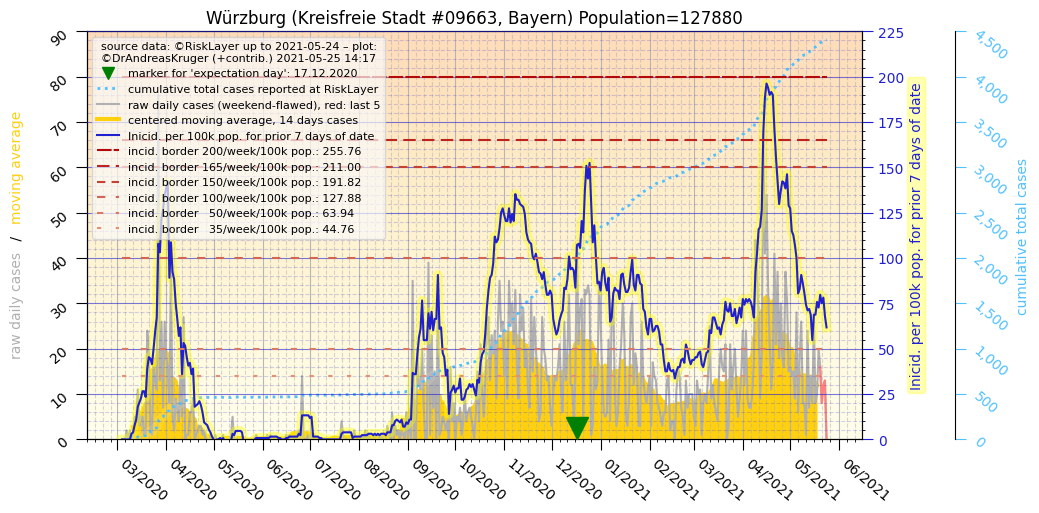 Würzburg (Kreisfreie Stadt #09663, Bayern) Population=127880
source data: ©RiskLayer up to 2021-05-24 – plot:
©DrAndreasKruger (+contrib.) 2021-05-25 14:17
marker for 'expectation day': 17.12.2020
cumulative total cases reported at RiskLayer
raw daily cases (weekend-flawed), red: last 5
centered moving average, 14 days cases
Inicid. per 100k pop. for prior 7 days of date
incid. border 200/week/100k pop.: 255.76
incid. border 165/week/100k pop.: 211.00
incid. border 150/week/100k pop.: 191.82
incid. border 100/week/100k pop.: 127.88
incid. border 50/week/100k pop.: 63.94
incid. border 35/week/100k pop.: 44.76
raw daily cases / moving average
90
80
70
60
50
40
30
20
10
0
225
200
175
150
125
100
75
50
25
0
Inicid. per 100k pop. for prior 7 days of date
4,500
4,000
3,500
3,000
2,500
2,000
1,500
1,000
500
0
cumulative total cases
03/2020
04/2020
05/2020
06/2020
07/2020
08/2020
09/2020
10/2020
11/2020
12/2020
01/2021
02/2021
03/2021
04/2021
05/2021
06/2021